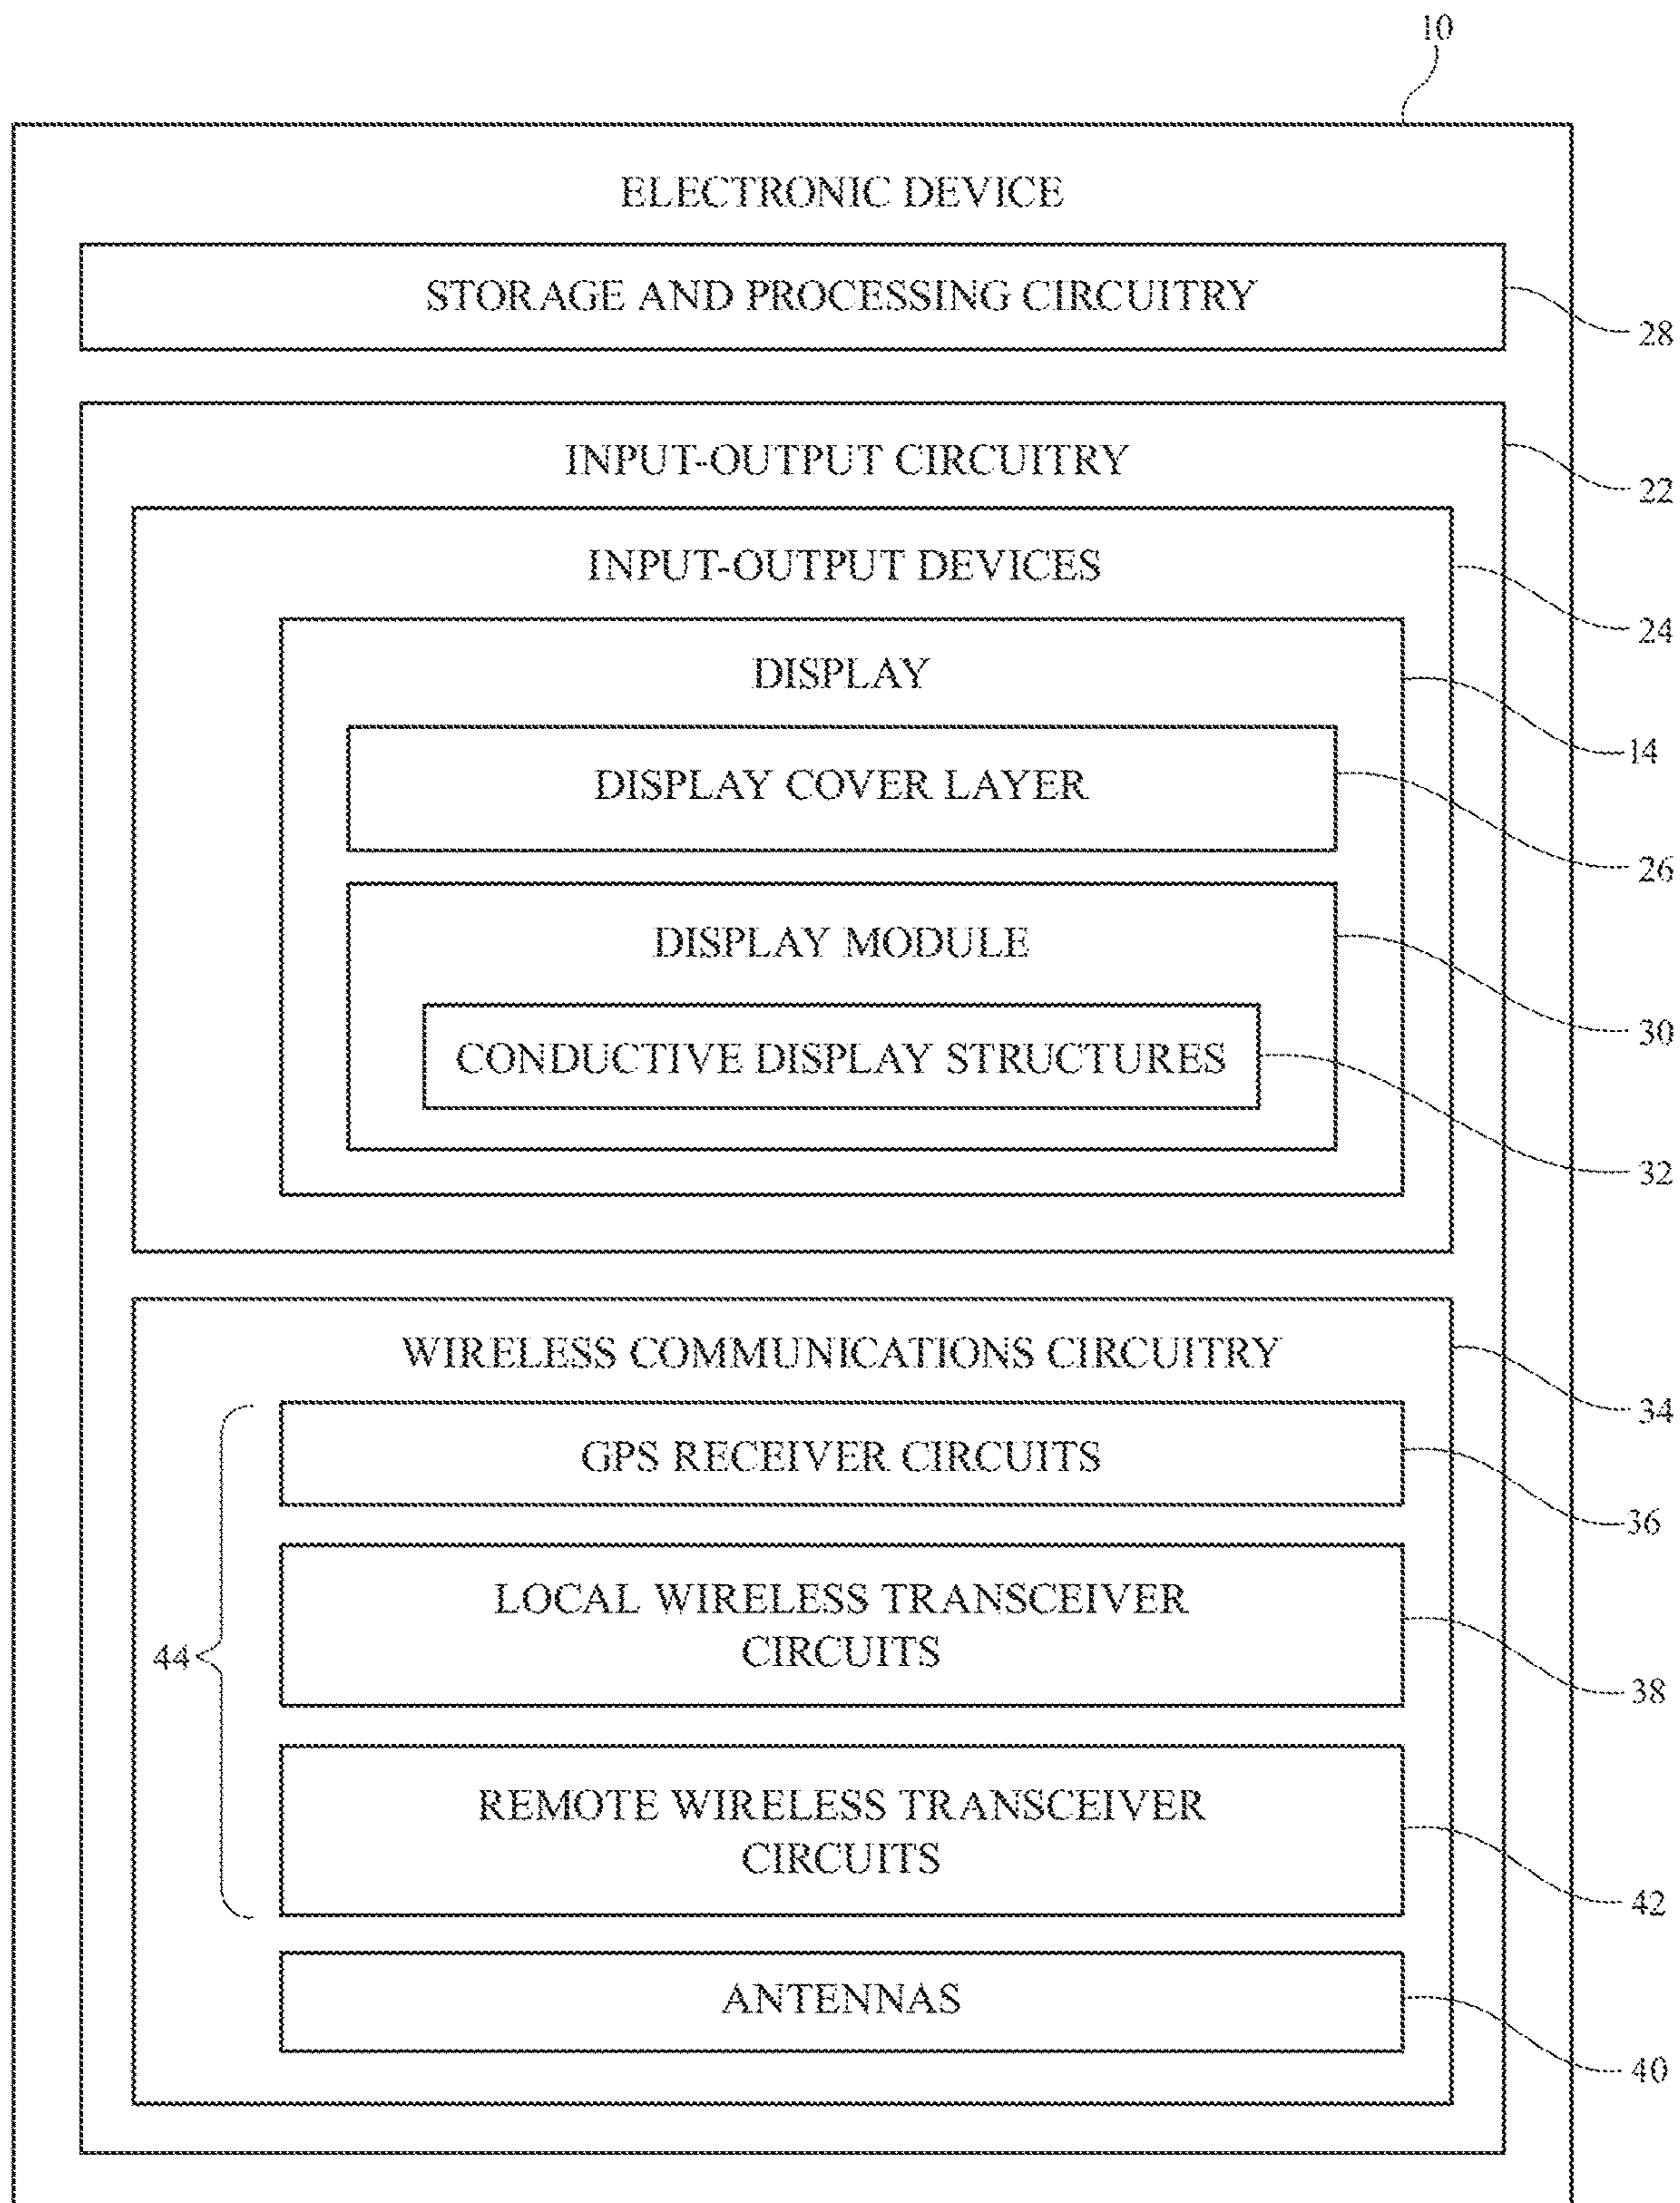 10
ELECTRONIC DEVICE
STORAGE AND PROCESSING CIRCUITRY
28
INPUT-OUTPUT CIRCUITRY
22
INPUT-OUTPUT DEVICES
24
DISPLAY
14
DISPLAY COVER LAYER
26
DISPLAY MODULE
30
CONDUCTIVE DISPLAY STRUCTURES
32
WIRELESS COMMUNICATIONS CIRCUITRY
34
GPS RECEIVER CIRCUITS
36
LOCAL WIRELESS TRANSCEIVER
CIRCUITS
44
38
REMOTE WIRELESS TRANSCEIVER
CIRCUITS
42
ANTENNAS
40